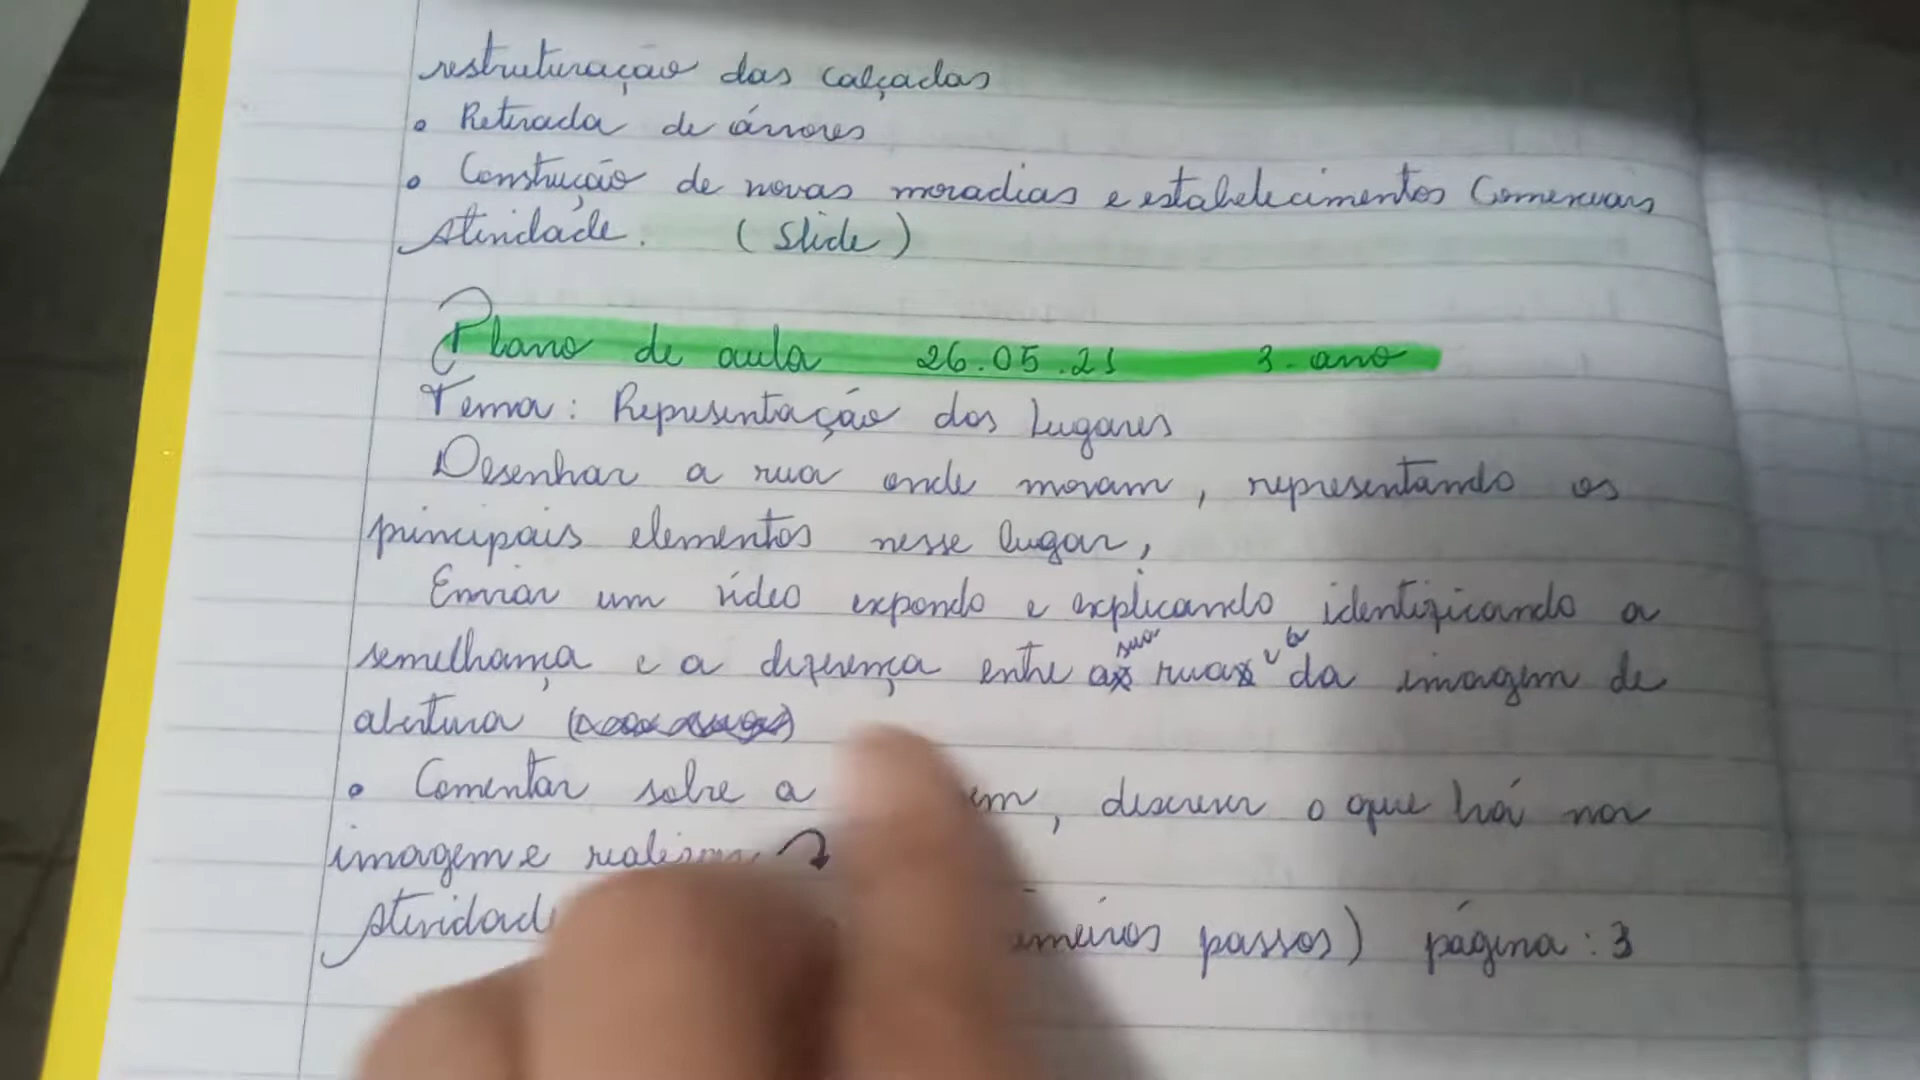 restruturação das calçadas
• Retirada de árvores
• Construção de novas moradias e estabelecimentos Comerciais
Atividade. (Slide)
Plano de aula 26.05.21 3. ano
Tema: Representação dos Lugares
Desenhar a rua onde moram, representando os
principais elementos nesse lugar;
Enviar um vídeo expondo e explicando identificando a
semelhança e a diferença entre a sua rua e da imagem de
abertura
• Comentar sobre a em, descrever o que há na
imagem e realizar
Atividad passos) página: 3